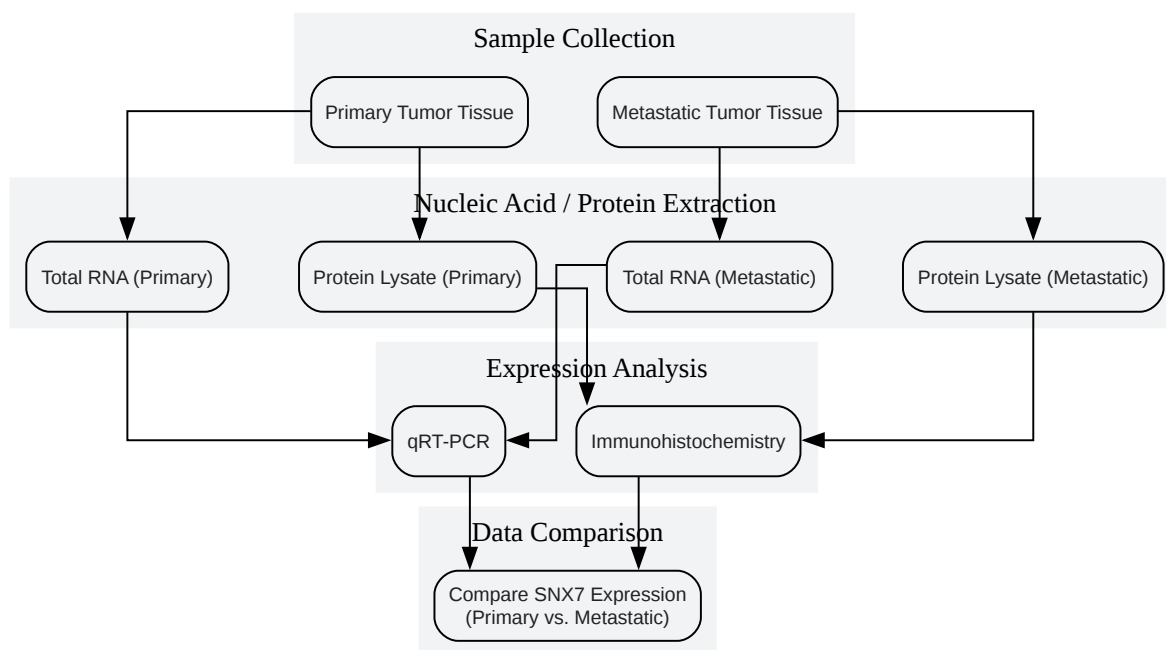 Sample Collection
Primary Tumor Tissue
Metastatic Tumor Tissue
Nucleic Acid / Protein Extraction
Total RNA (Primary)
Protein Lysate (Primary)
Total RNA (Metastatic)
Protein Lysate (Metastatic)
Expression Analysis
qRT-PCR
Immunohistochemistry
Data Comparison
Compare SNX7 Expression
(Primary vs. Metastatic)